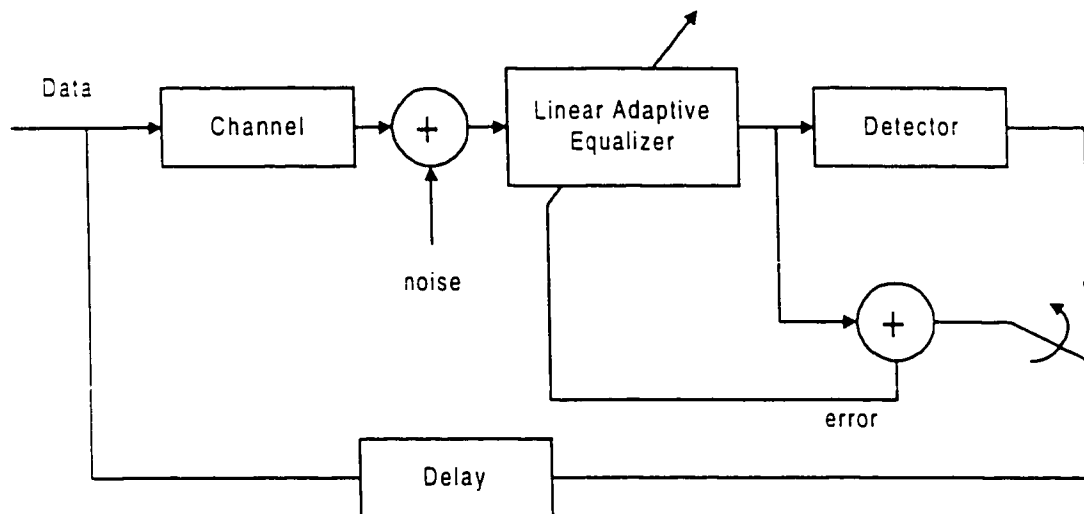 Data
Channel
+
Linear Adaptive
Equalizer
Detector
noise
+
error
Delay